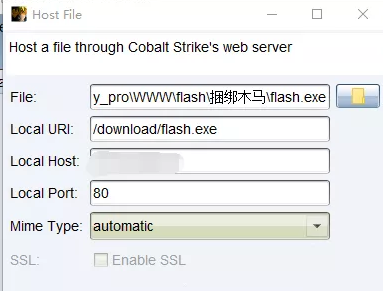 Host File
Host a file through Cobalt Strike's web server
File: y_pro\WWW\flash\捆绑木马\flash.exe
Local URI: /download/flash.exe
Local Host:
Local Port: 80
Mime Type: automatic
SSL: Enable SSL